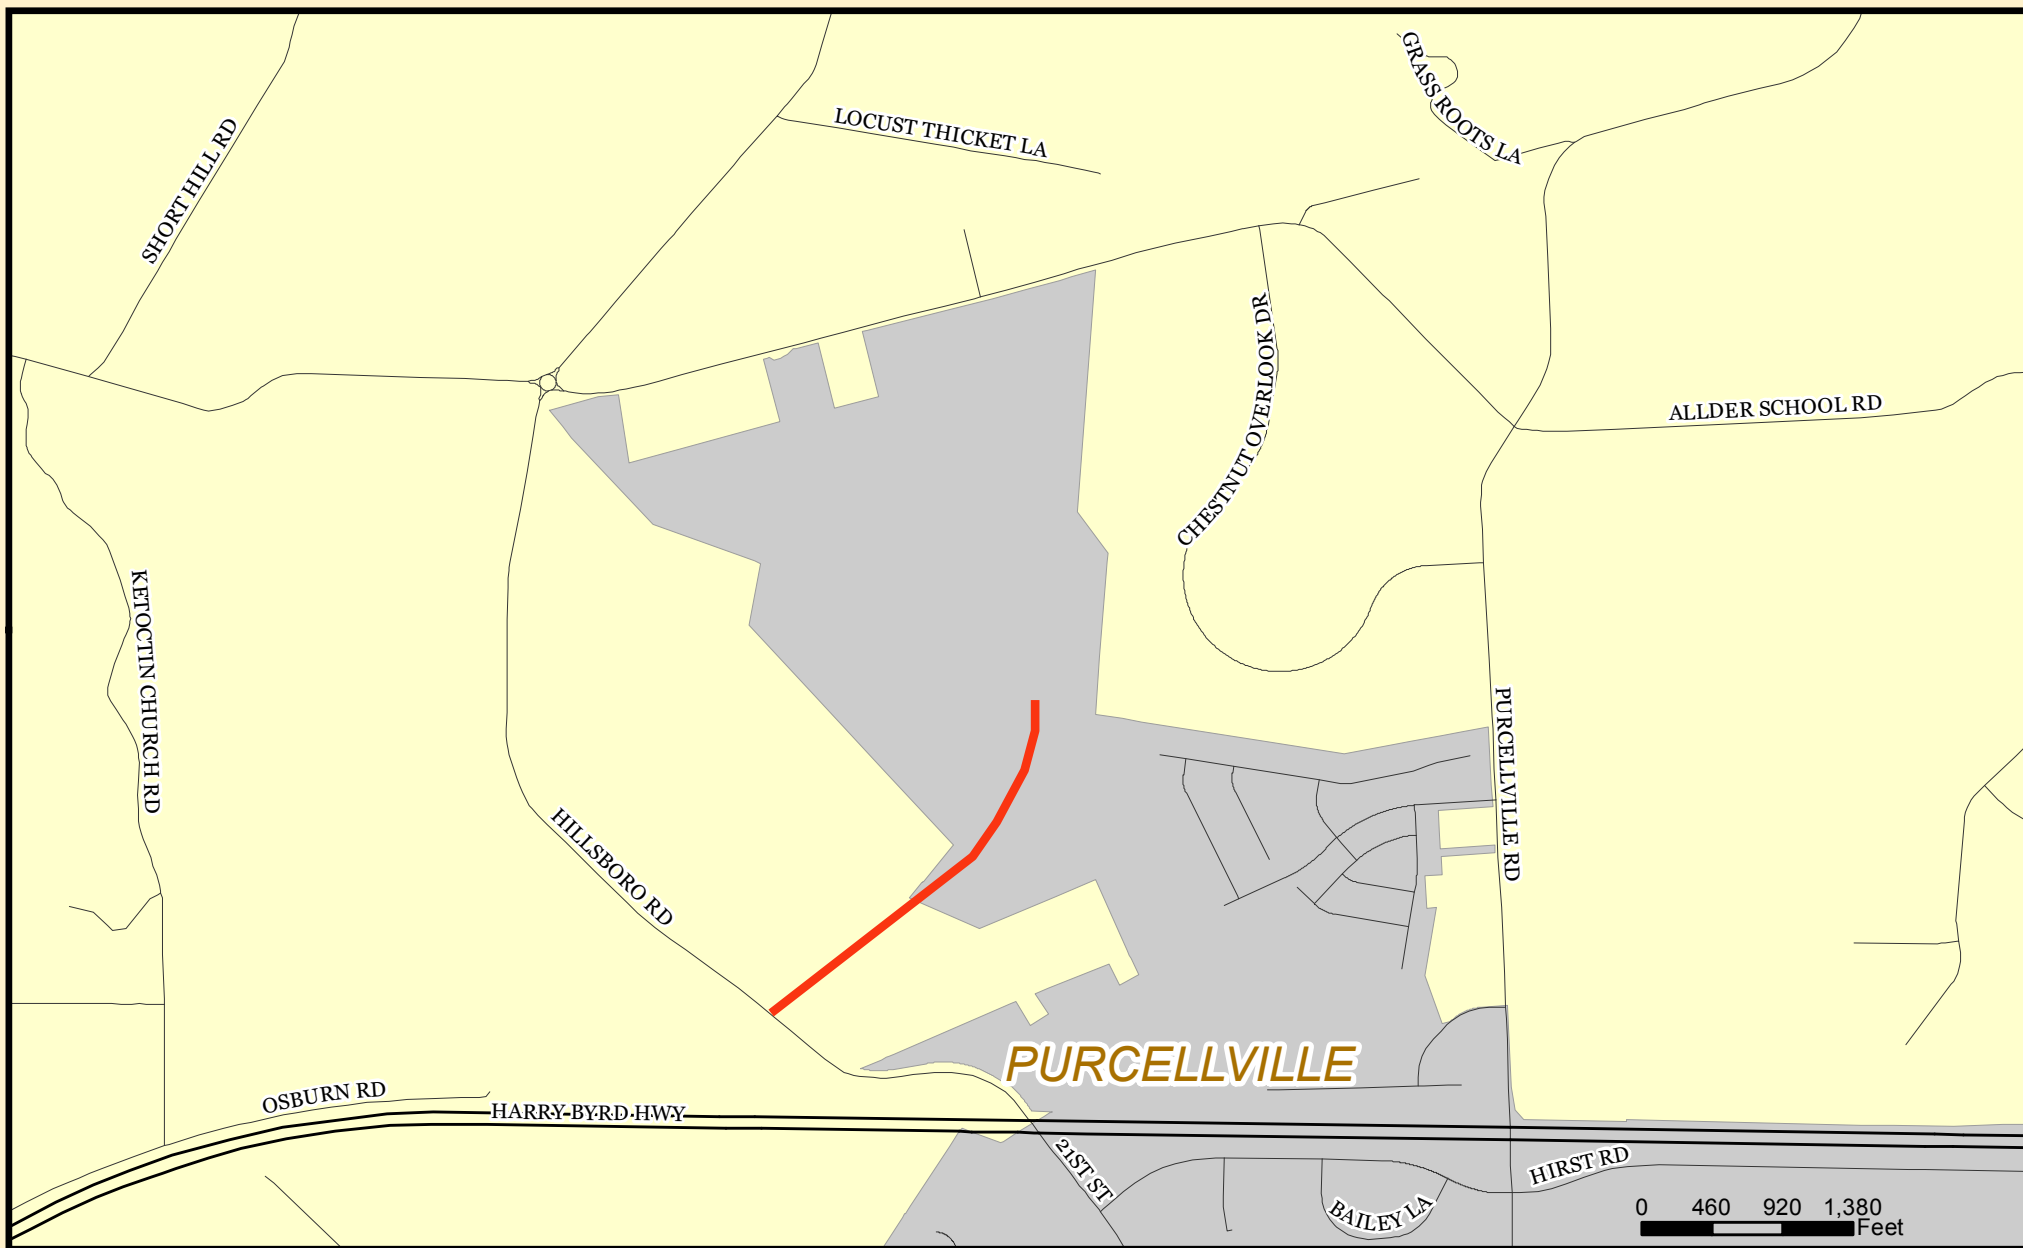 GRASS ROOTS LA
LOCUST THICKET LA
SHORT HILL RD
CHESTNUT OVERLOOK DR
ALLDER SCHOOL RD
KETOCTIN CHURCH RD
PURCELLVILLE RD
HILLSBORO RD
PURCELLVILLE
OSBURN RD
HARRY BYRD HWY
21ST ST
HIRST RD
BAILEY LA
0 460 920 1,380
Feet